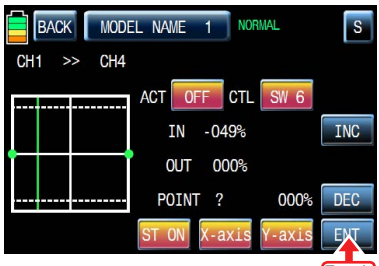 BACK MODEL NAME 1 NORMAL S
CH1 >> CH4
ACT OFF CTL SW 6
IN -049% INC
OUT 000%
POINT ? 000% DEC
ST ON X-axis Y-axis ENT